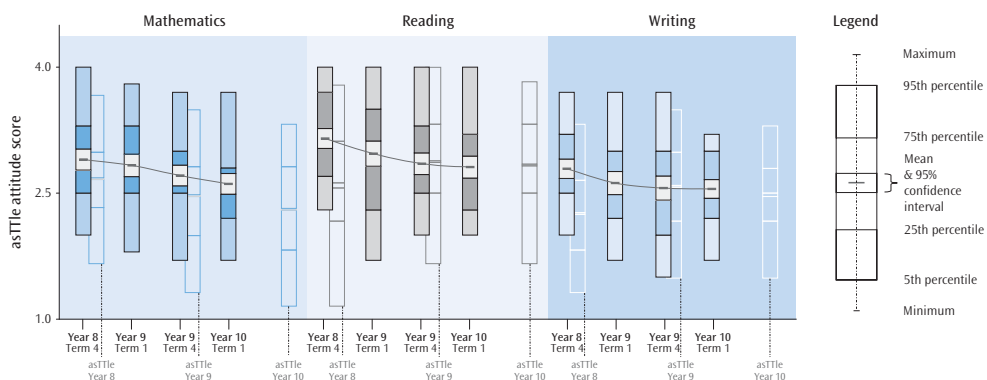 Mathematics
Reading
Writing
Legend
asTTle attitude score
4.0
2.5
1.0
Year 8
Term 4
Year 9
Term 1
Year 9
Term 4
Year 10
Term 1
Year 8
Term 4
Year 9
Term 1
Year 9
Term 4
Year 10
Term 1
Year 8
Term 4
Year 9
Term 1
Year 9
Term 4
Year 10
Term 1
asTTle
Year 8
asTTle
Year 9
asTTle
Year 10
asTTle
Year 8
asTTle
Year 9
asTTle
Year 10
asTTle
Year 8
asTTle
Year 9
asTTle
Year 10
Maximum
95th percentile
75th percentile
Mean
& 95%
confidence
interval
25th percentile
5th percentile
Minimum